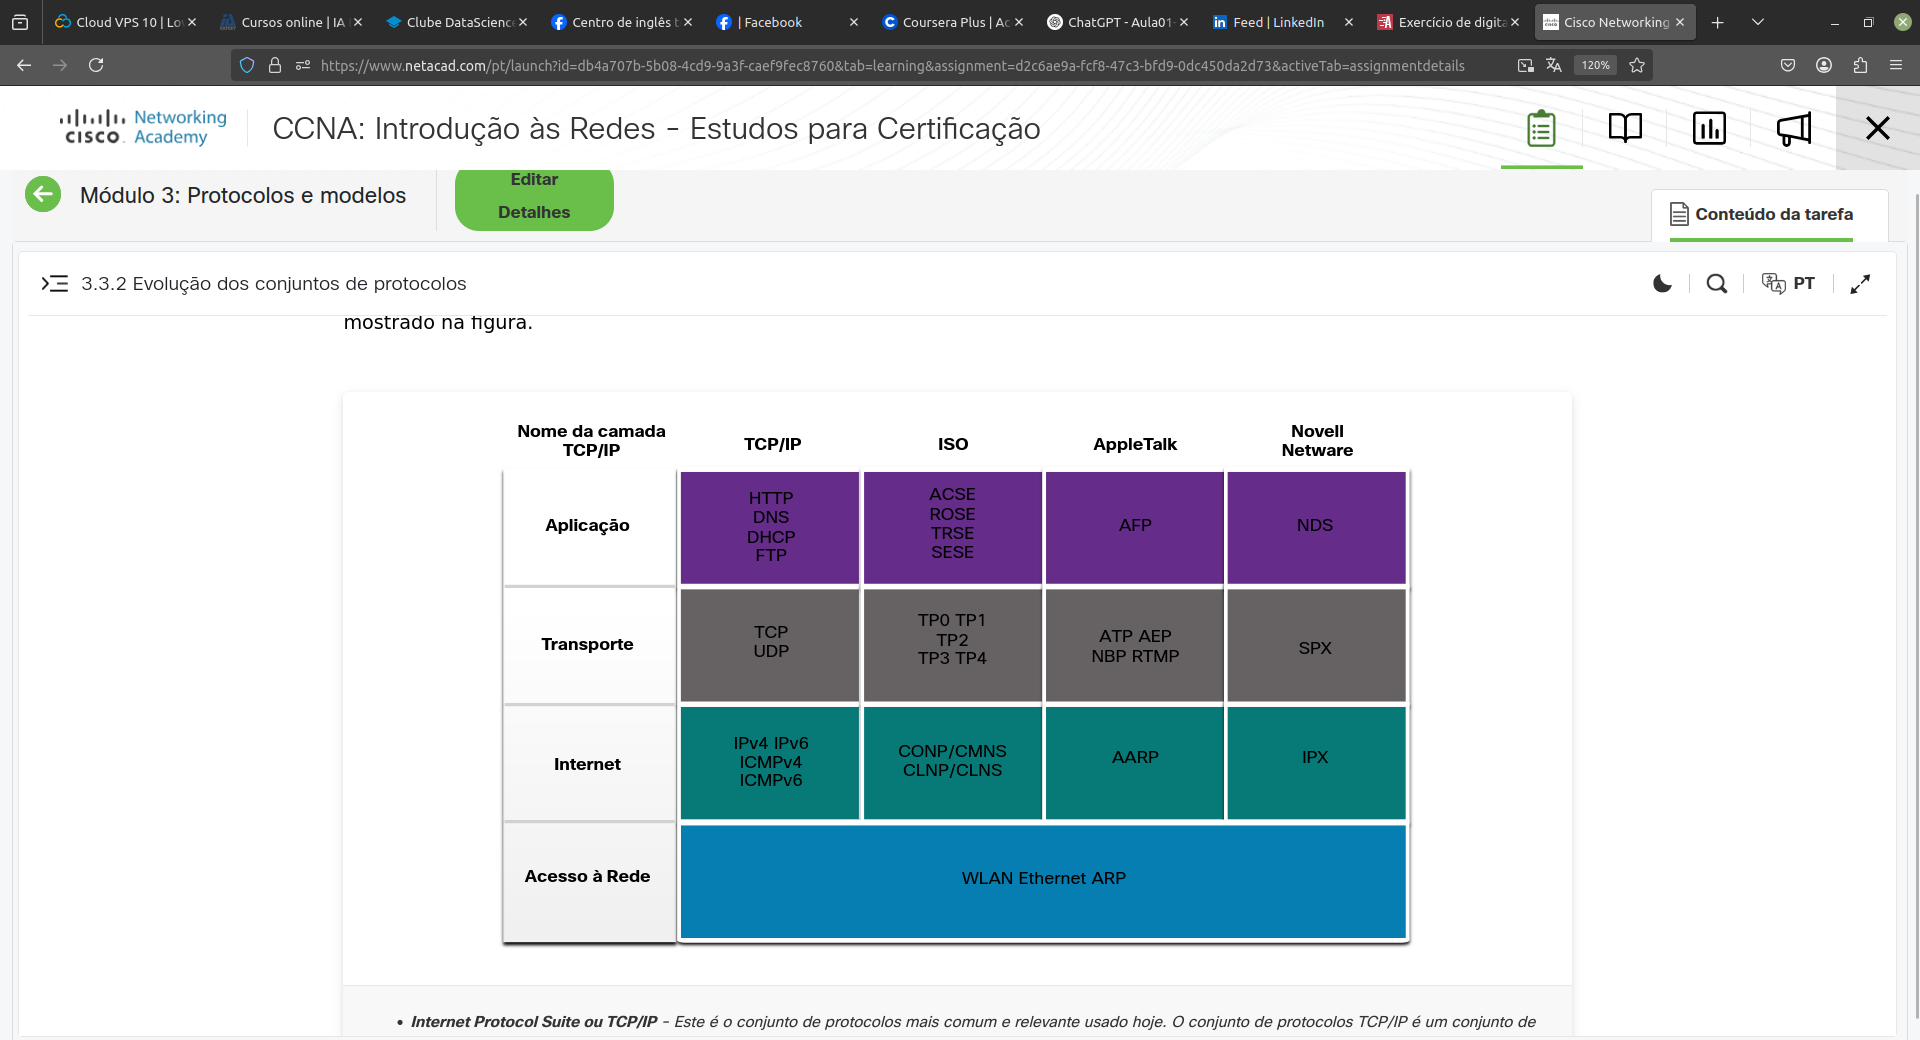 Cloud VPS 10 | Lo
Cursos online | IA
Clube DataScienc
Centro de inglês t
| Facebook
Coursera Plus | Ac
ChatGPT - Aula01
Feed | LinkedIn
Exercício de digita
Cisco Networking
https://www.netacad.com/pt/launch?id=db4a707b-5b08-4cd9-9a3f-caef9fec8760&tab=learning&assignment=d2c6ae9a-fcf8-47c3-bfd9-0dc450da2d73&activeTab=assignmentdetails
120%
cisco Networking Academy
CCNA: Introdução às Redes - Estudos para Certificação
Módulo 3: Protocolos e modelos
Editar
Detalhes
Conteúdo da tarefa
3.3.2 Evolução dos conjuntos de protocolos
PT
mostrado na figura.
Nome da camada
TCP/IP
TCP/IP
ISO
AppleTalk
Novell
Netware
Aplicação
HTTP
DNS
DHCP
FTP
ACSE
ROSE
TRSE
SESE
AFP
NDS
Transporte
TCP
UDP
TP0 TP1
TP2
TP3 TP4
ATP AEP
NBP RTMP
SPX
Internet
IPv4 IPv6
ICMPv4
ICMPv6
CONP/CMNS
CLNP/CLNS
AARP
IPX
Acesso à Rede
WLAN Ethernet ARP
• Internet Protocol Suite ou TCP/IP - Este é o conjunto de protocolos mais comum e relevante usado hoje. O conjunto de protocolos TCP/IP é um conjunto de